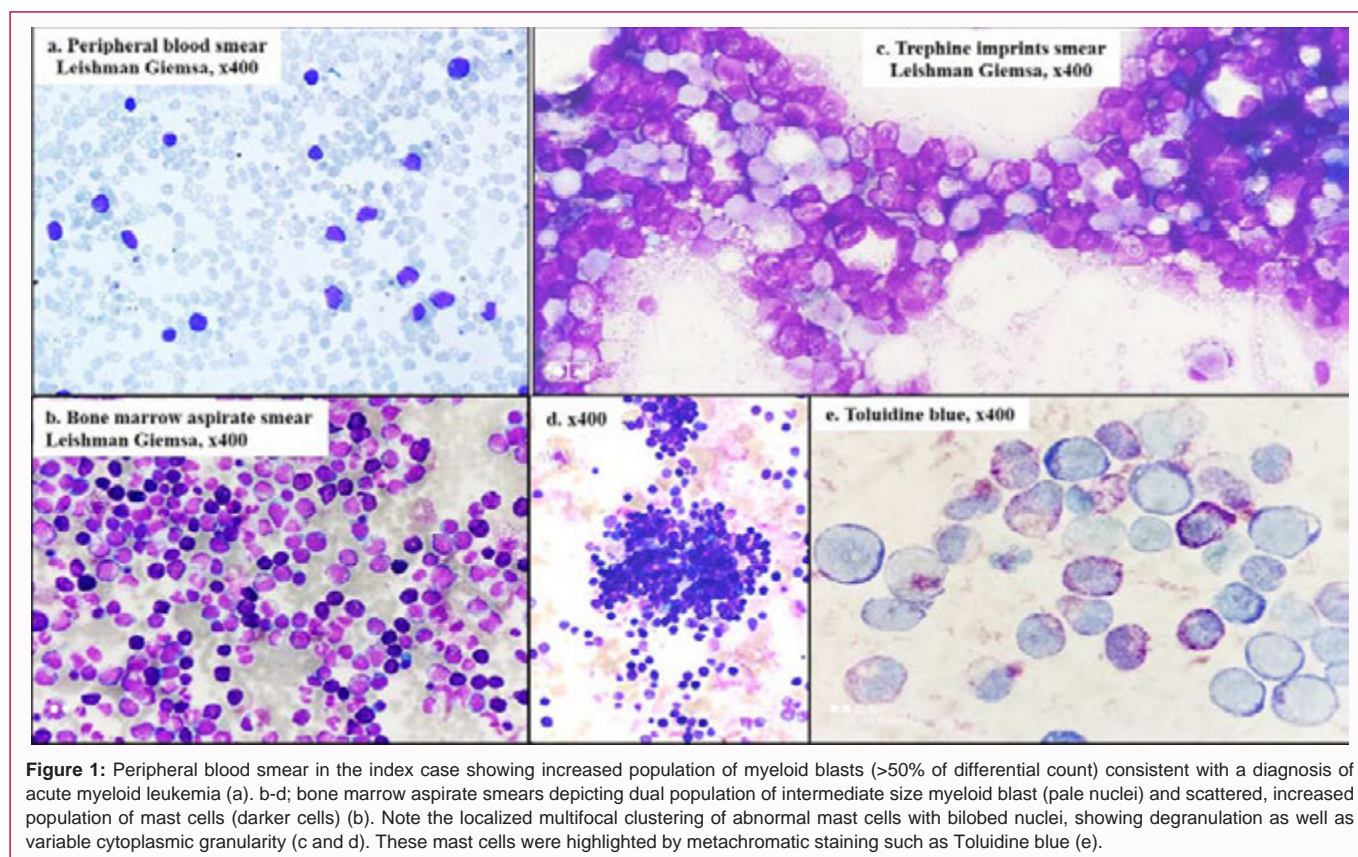 a. Peripheral blood smear
Leishman Giemsa, x400
c. Trephine imprints smear
Leishman Giemsa, x400
b. Bone marrow aspirate smear
Leishman Giemsa, x400
d. x400
e. Toluidine blue, x400
Figure 1: Peripheral blood smear in the index case showing increased population of myeloid blasts (>50% of differential count) consistent with a diagnosis of
acute myeloid leukemia (a). b-d; bone marrow aspirate smears depicting dual population of intermediate size myeloid blast (pale nuclei) and scattered, increased
population of mast cells (darker cells) (b). Note the localized multifocal clustering of abnormal mast cells with bilobed nuclei, showing degranulation as well as
variable cytoplasmic granularity (c and d). These mast cells were highlighted by metachromatic staining such as Toluidine blue (e).